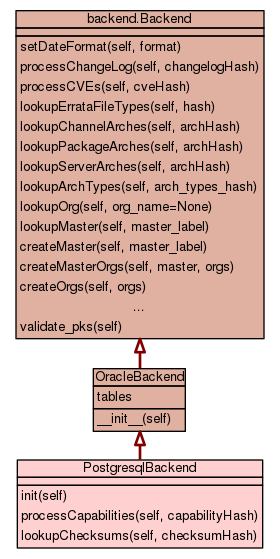 backend.Backend
setDateFormat(self, format)
processChangeLog(self, changelogHash)
processCVEs(self, cveHash)
lookupErrataFileTypes(self, hash)
lookupChannelArches(self, archHash)
lookupPackageArches(self, archHash)
lookupServerArches(self, archHash)
lookupArchTypes(self, arch_types_hash)
lookupOrg(self, org_name=None)
lookupMaster(self, master_label)
createMaster(self, master_label)
createMasterOrgs(self, master, orgs)
createOrgs(self, orgs)
...
validate_pks(self)
OracleBackend
tables
__init__(self)
PostgresqlBackend
init(self)
processCapabilities(self, capabilityHash)
lookupChecksums(self, checksumHash)